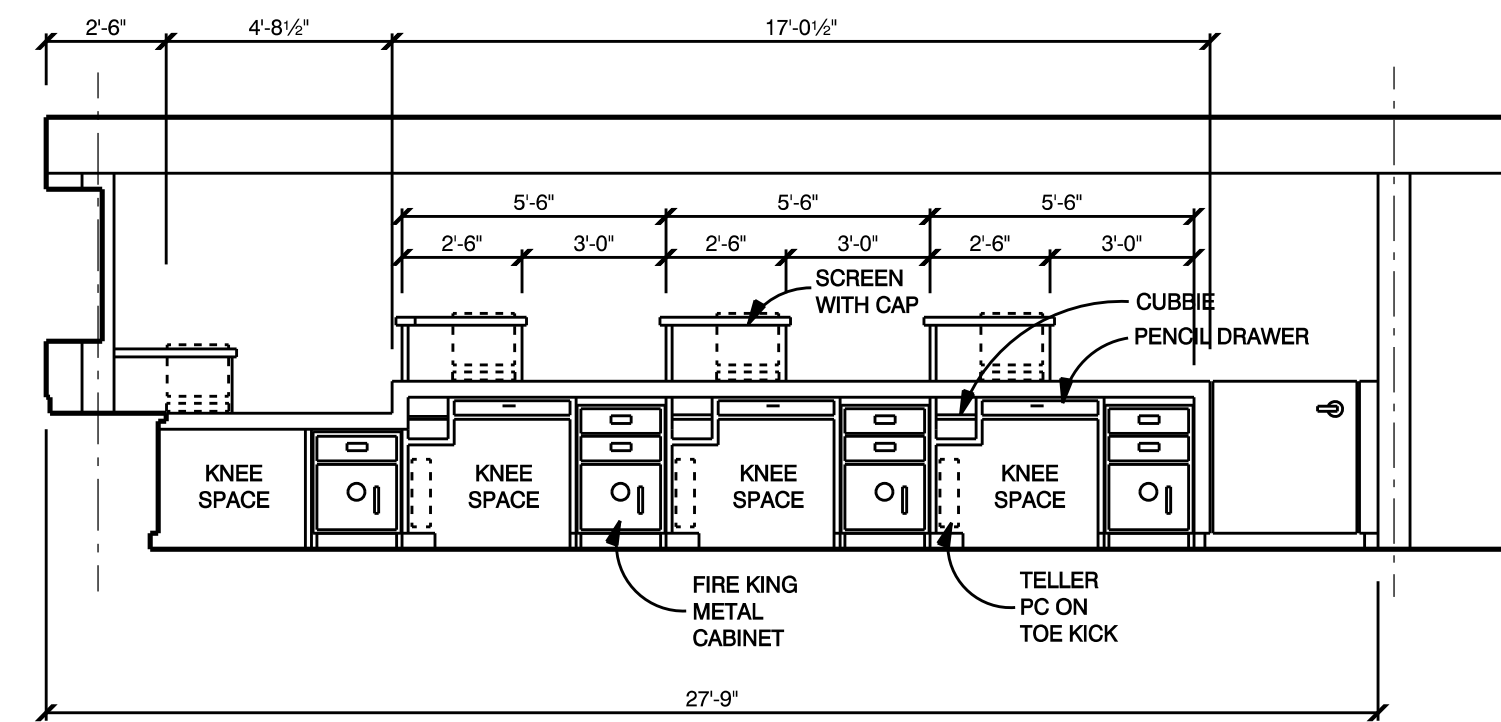 2'-6" 4'-8½" 17'-0½"
5'-6" 5'-6" 5'-6"
2'-6" 3'-0" 2'-6" 3'-0" 2'-6" 3'-0"
SCREEN
WITH CAP
CUBBIE
PENCIL DRAWER
KNEE
SPACE
KNEE
SPACE
KNEE
SPACE
KNEE
SPACE
FIRE KING
METAL
CABINET
TELLER
PC ON
TOE KICK
27'-9"